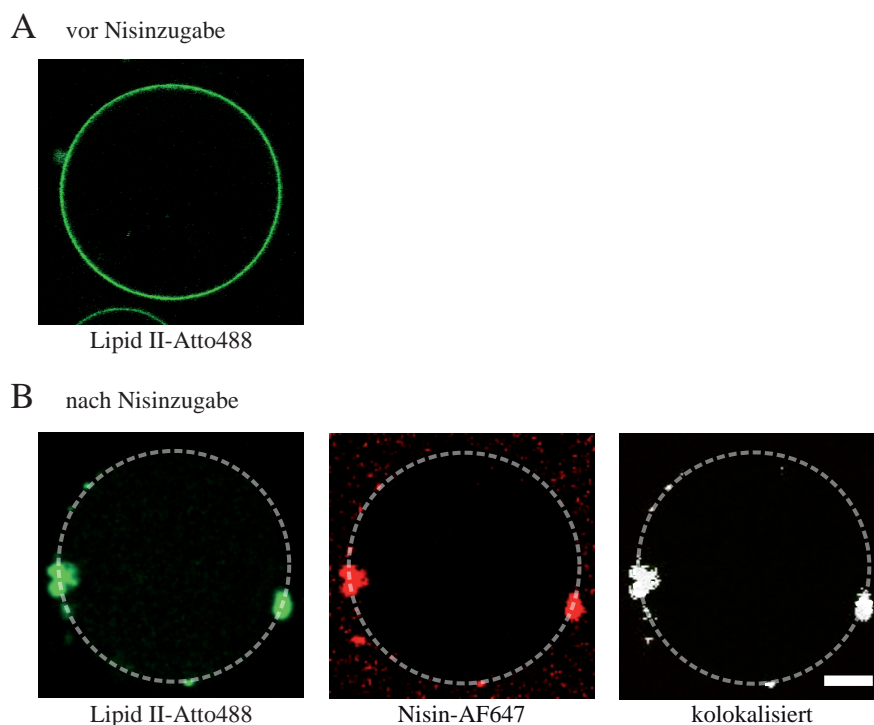 A vor Nisinzugabe
Lipid II-Atto488
B nach Nisinzugabe
Lipid II-Atto488 Nisin-AF647 kolokalisiert